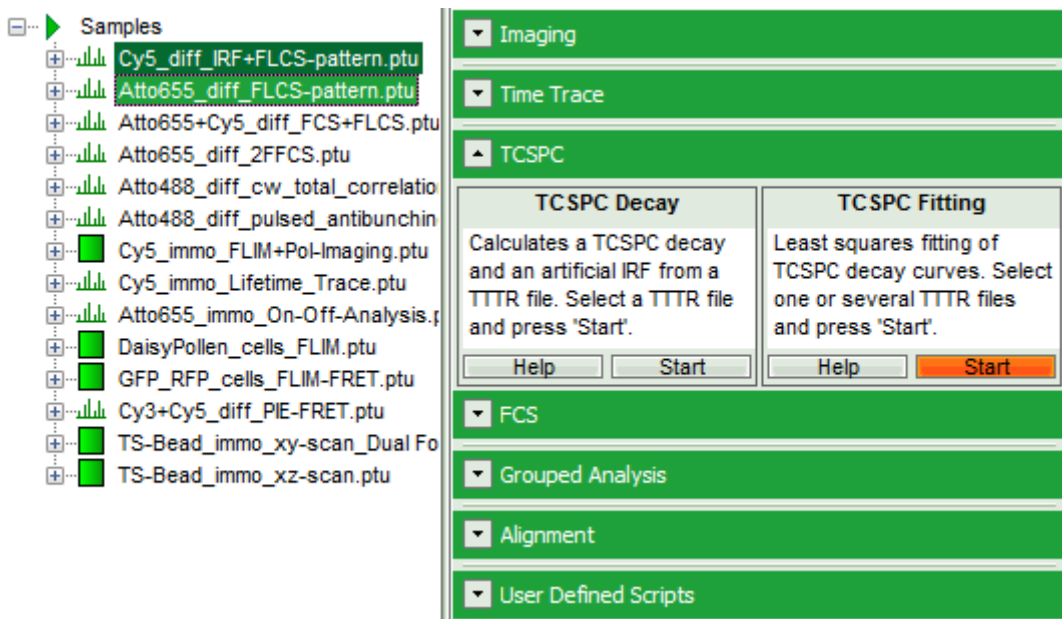 Samples
Cy5_diff_IRF+FLCS-pattern.ptu
Atto655_diff_FLCS-pattern.ptu
Atto655+Cy5_diff_FCS+FLCS.ptu
Atto655_diff_2FFCS.ptu
Atto488_diff_cw_total_correlatio
Atto488_diff_pulsed_antibunchin
Cy5_immo_FLIM+Pol-Imaging.ptu
Cy5_immo_Lifetime_Trace.ptu
Atto655_immo_On-Off-Analysis.p
DaisyPollen_cells_FLIM.ptu
GFP_RFP_cells_FLIM-FRET.ptu
Cy3+Cy5_diff_PIE-FRET.ptu
TS-Bead_immo_xy-scan_Dual Fo
TS-Bead_immo_xz-scan.ptu
Imaging
Time Trace
TCSPC
TCSPC Decay
Calculates a TCSPC decay
and an artificial IRF from a
TTTR file. Select a TTTR file
and press 'Start'.
Help Start
TCSPC Fitting
Least squares fitting of
TCSPC decay curves. Select
one or several TTTR files
and press 'Start'.
Help Start
FCS
Grouped Analysis
Alignment
User Defined Scripts